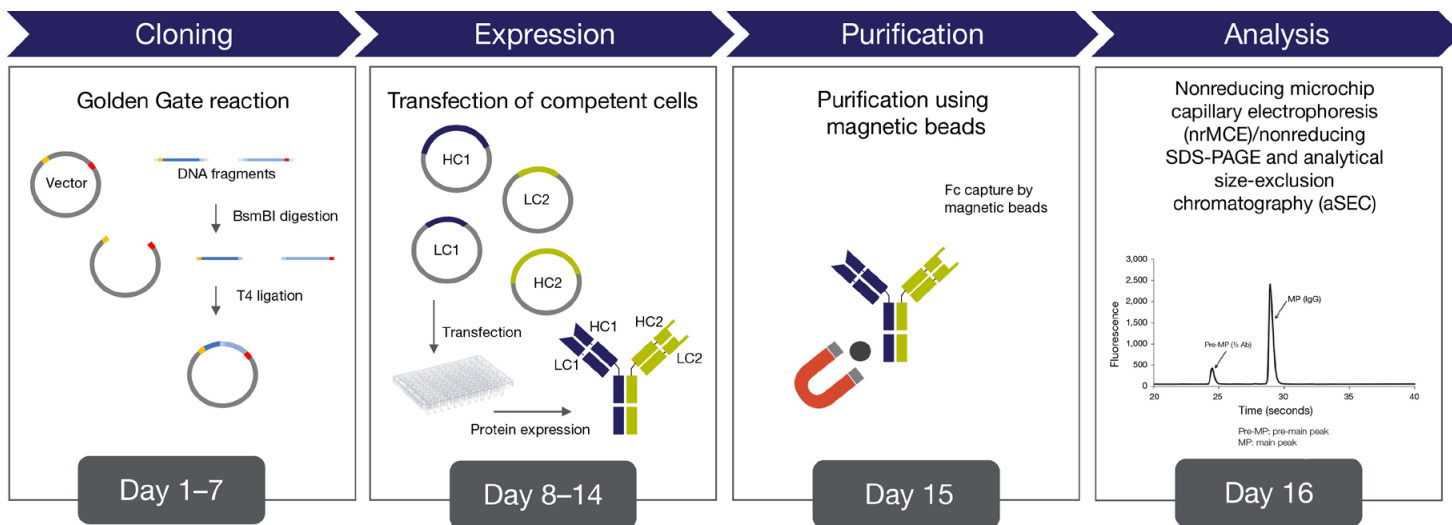 Cloning
Golden Gate reaction
Vector
DNA fragments
BsmBI digestion
T4 ligation
Day 1–7
Expression
Transfection of competent cells
HC1
LC2
LC1
HC2
Transfection
HC1
HC2
LC1
LC2
Protein expression
Day 8–14
Purification
Purification using
magnetic beads
Fc capture by
magnetic beads
Day 15
Analysis
Nonreducing microchip
capillary electrophoresis
(nrMCE)/nonreducing
SDS-PAGE and analytical
size-exclusion
chromatography (aSEC)
3,000
2,500
2,000
1,500
1,000
500
0
Fluorescence
MP (IgG)
Pre-MP (½ Ab)
20 25 30 35 40
Time (seconds)
Pre-MP: pre-main peak
MP: main peak
Day 16